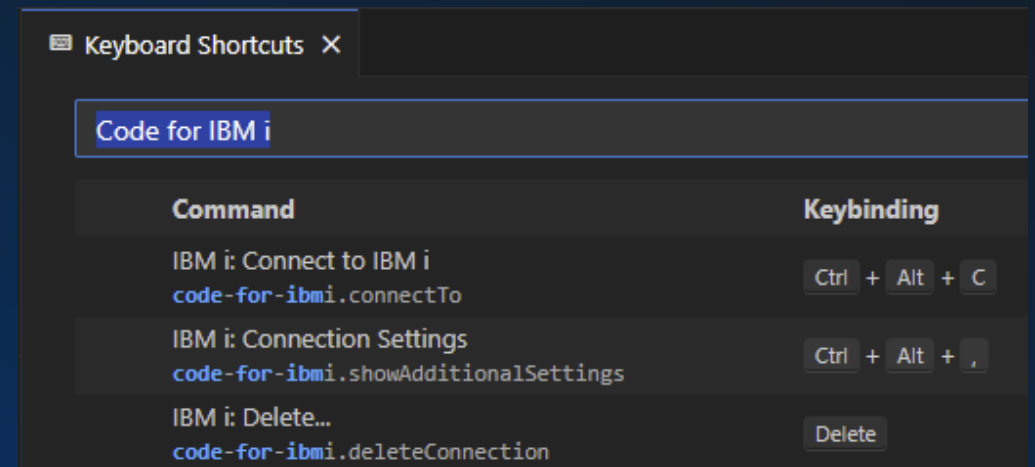 Keyboard Shortcuts ×
Code for IBM i
Command Keybinding
IBM i: Connect to IBM i
code-for-ibmi.connectTo
Ctrl + Alt + C
IBM i: Connection Settings
code-for-ibmi.showAdditionalSettings
Ctrl + Alt + ,
IBM i: Delete...
code-for-ibmi.deleteConnection
Delete